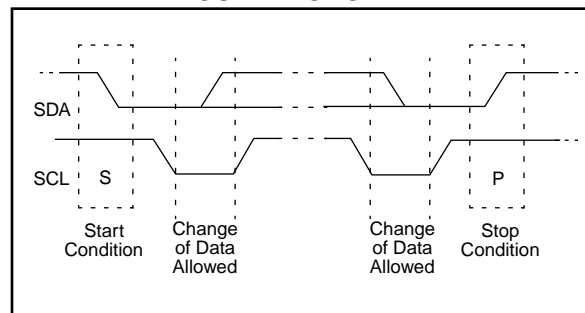 SDA
SCL
S
P
Start
Condition
Change
of Data
Allowed
Change
of Data
Allowed
Stop
Condition